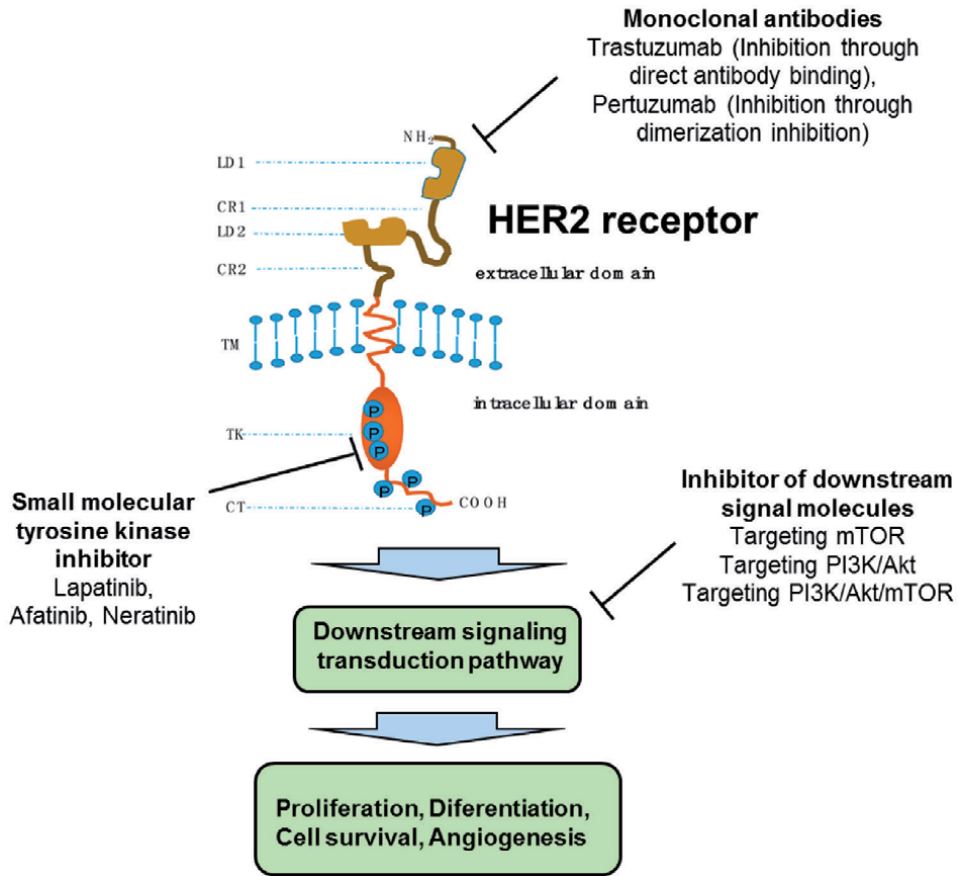 Monoclonal antibodies
Trastuzumab (Inhibition through
direct antibody binding),
Pertuzumab (Inhibition through
dimerization inhibition)
NH2
LD1
CR1
LD2
CR2
HER2 receptor
extracellular domain
TM
intracellular domain
P
P
P
TK
P
P
P
COOH
CT
Small molecular
tyrosine kinase
inhibitor
Lapatinib,
Afatinib, Neratinib
Inhibitor of downstream
signal molecules
Targeting mTOR
Targeting PI3K/Akt
Targeting PI3K/Akt/mTOR
Downstream signaling
transduction pathway
Proliferation, Diferentiation,
Cell survival, Angiogenesis